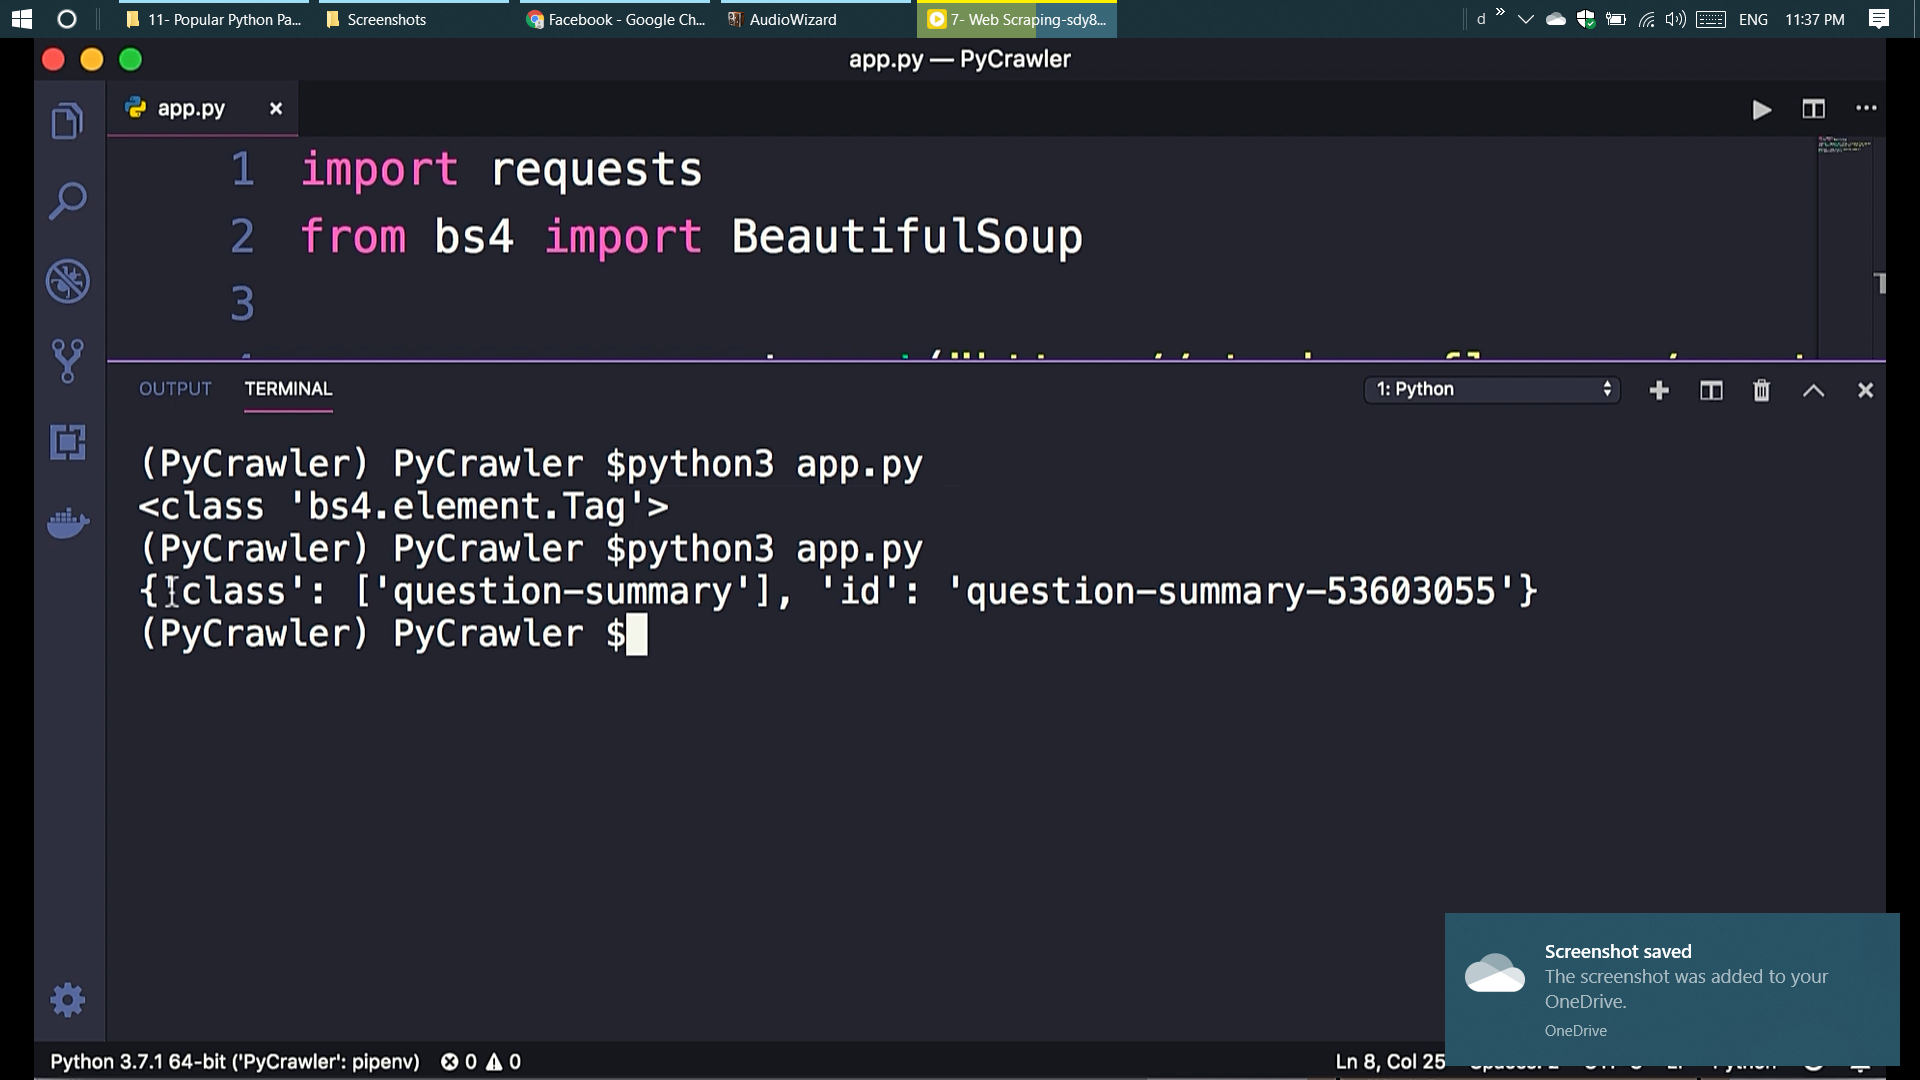 11- Popular Python Pa...
Screenshots
Facebook - Google Ch...
AudioWizard
7- Web Scraping-sdy8...
d
»
ENG
11:37 PM
app.py — PyCrawler
app.py
1 import requests
2 from bs4 import BeautifulSoup
3
OUTPUT
TERMINAL
1: Python
(PyCrawler) PyCrawler $python3 app.py
<class 'bs4.element.Tag'>
(PyCrawler) PyCrawler $python3 app.py
{'class': ['question-summary'], 'id': 'question-summary-53603055'}
(PyCrawler) PyCrawler $
Screenshot saved
The screenshot was added to your
OneDrive.
OneDrive
Python 3.7.1 64-bit ('PyCrawler': pipenv)
0
0
Ln 8, Col 25